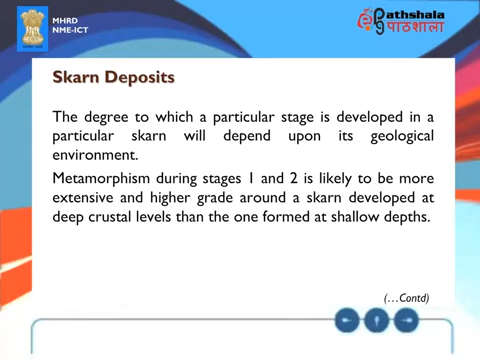 MHRD
NME-ICT
athshala
पाठशाला
Skarn Deposits
The degree to which a particular stage is developed in a
particular skarn will depend upon its geological
environment.
Metamorphism during stages 1 and 2 is likely to be more
extensive and higher grade around a skarn developed at
deep crustal levels than the one formed at shallow depths.
(…Contd)